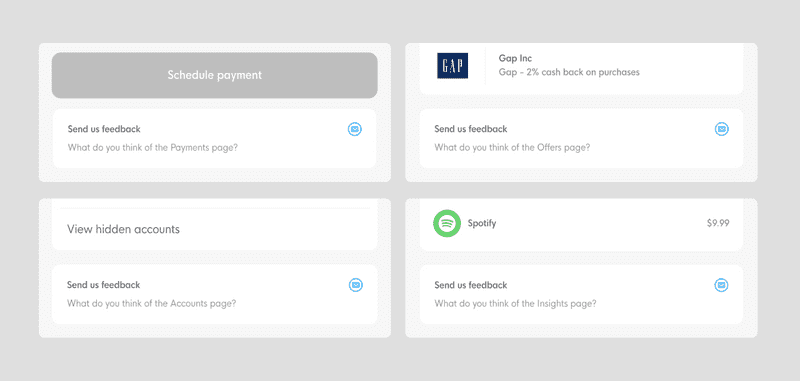 Schedule payment
Send us feedback
What do you think of the Payments page?
GAP
Gap Inc
Gap - 2% cash back on purchases
Send us feedback
What do you think of the Offers page?
View hidden accounts
Send us feedback
What do you think of the Accounts page?
Spotify
$9.99
Send us feedback
What do you think of the Insights page?